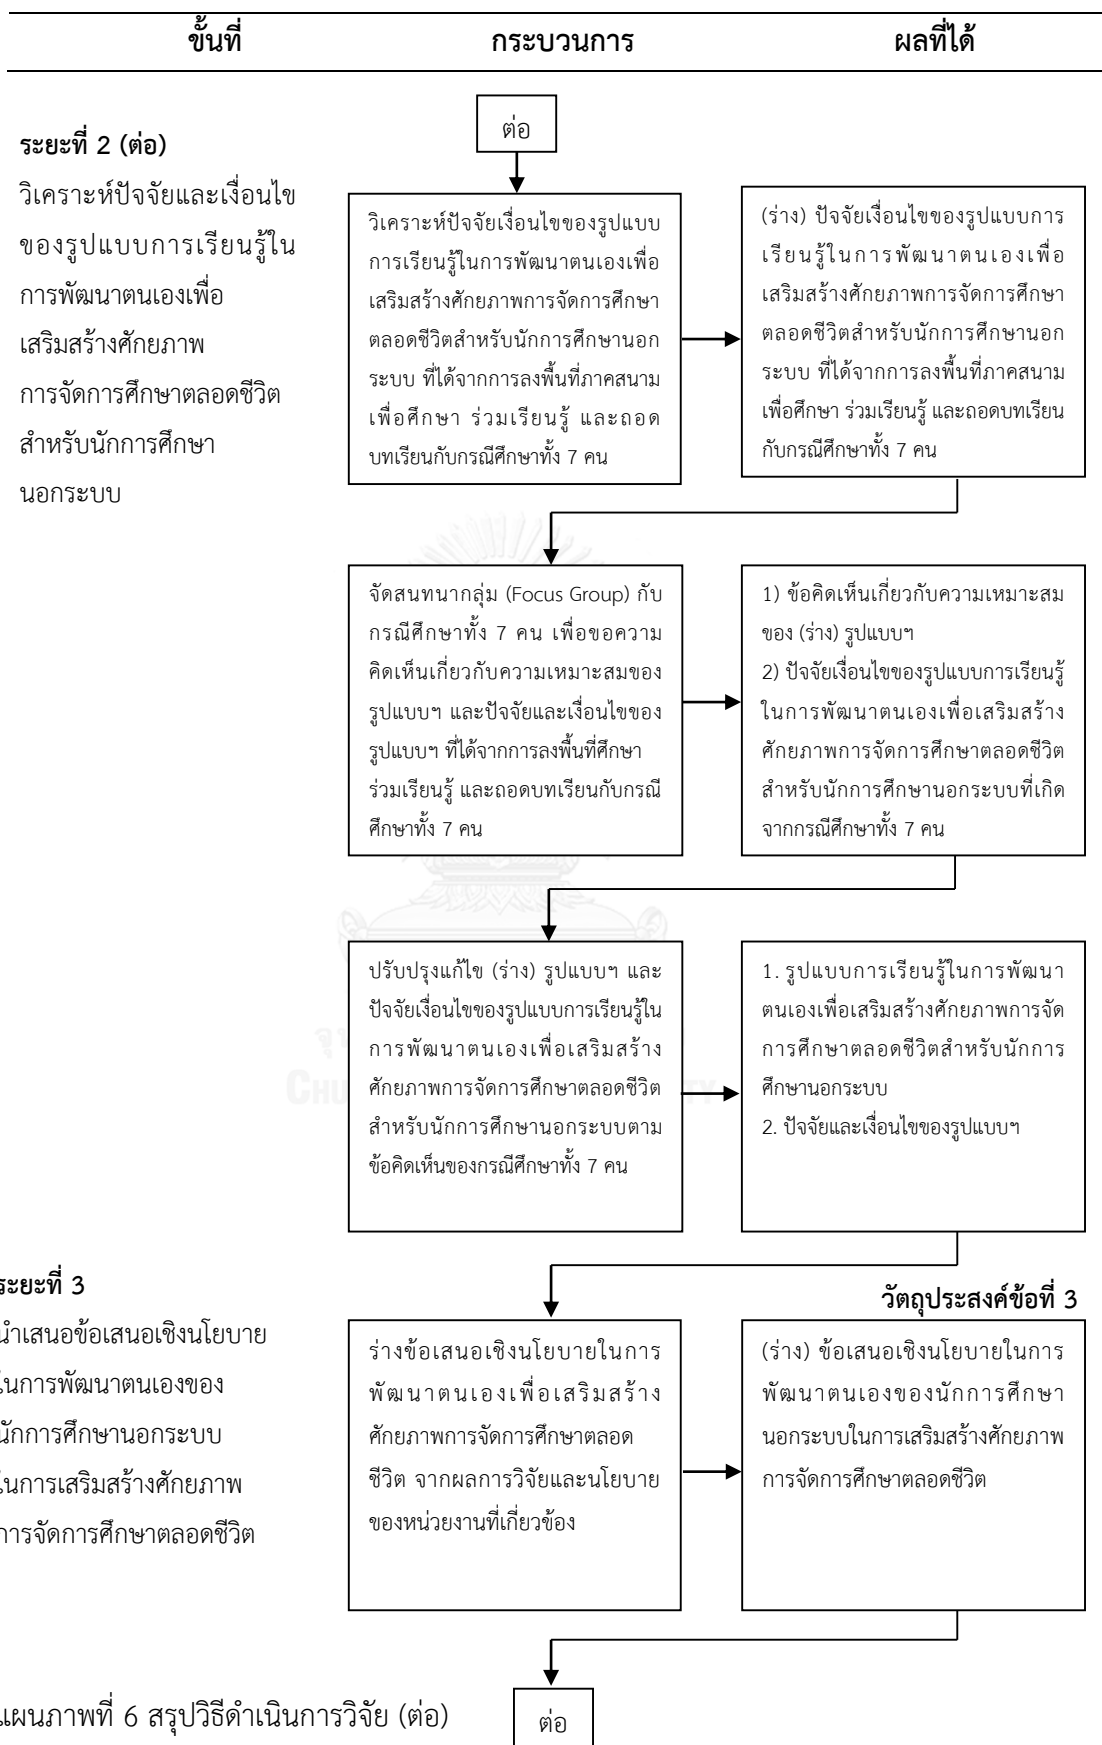 ขั้นที่
กระบวนการ
ผลที่ได้
ต่อ
ระยะที่ 2 (ต่อ)
วิเคราะห์ปัจจัยและเงื่อนไข
ของรูปแบบการเรียนรู้ใน
การพัฒนาตนเองเพื่อ
เสริมสร้างศักยภาพ
การจัดการศึกษาตลอดชีวิต
สำหรับนักการศึกษา
นอกระบบ
วิเคราะห์ปัจจัยเงื่อนไขของรูปแบบ
การเรียนรู้ในการพัฒนาตนเองเพื่อ
เสริมสร้างศักยภาพการจัดการศึกษา
ตลอดชีวิตสำหรับนักการศึกษานอก
ระบบ ที่ได้จากการลงพื้นที่ภาคสนาม
เพื่อศึกษา ร่วมเรียนรู้ และถอด
บทเรียนกับกรณีศึกษาทั้ง 7 คน
(ร่าง) ปัจจัยเงื่อนไขของรูปแบบการ
เรียนรู้ในการพัฒนาตนเองเพื่อ
เสริมสร้างศักยภาพการจัดการศึกษา
ตลอดชีวิตสำหรับนักการศึกษานอก
ระบบ ที่ได้จากการลงพื้นที่ภาคสนาม
เพื่อศึกษา ร่วมเรียนรู้ และถอดบทเรียน
กับกรณีศึกษาทั้ง 7 คน
จัดสนทนากลุ่ม (Focus Group) กับ
กรณีศึกษาทั้ง 7 คน เพื่อขอความ
คิดเห็นเกี่ยวกับความเหมาะสมของ
รูปแบบฯ และปัจจัยและเงื่อนไขของ
รูปแบบฯ ที่ได้จากการลงพื้นที่ศึกษา
ร่วมเรียนรู้ และถอดบทเรียนกับกรณี
ศึกษาทั้ง 7 คน
1) ข้อคิดเห็นเกี่ยวกับความเหมาะสม
ของ (ร่าง) รูปแบบฯ
2) ปัจจัยเงื่อนไขของรูปแบบการเรียนรู้
ในการพัฒนาตนเองเพื่อเสริมสร้าง
ศักยภาพการจัดการศึกษาตลอดชีวิต
สำหรับนักการศึกษานอกระบบที่เกิด
จากกรณีศึกษาทั้ง 7 คน
ปรับปรุงแก้ไข (ร่าง) รูปแบบฯ และ
ปัจจัยเงื่อนไขของรูปแบบการเรียนรู้ใน
การพัฒนาตนเองเพื่อเสริมสร้าง
ศักยภาพการจัดการศึกษาตลอดชีวิต
สำหรับนักการศึกษานอกระบบตาม
ข้อคิดเห็นของกรณีศึกษาทั้ง 7 คน
1. รูปแบบการเรียนรู้ในการพัฒนา
ตนเองเพื่อเสริมสร้างศักยภาพการจัด
การศึกษาตลอดชีวิตสำหรับนักการ
ศึกษานอกระบบ
2. ปัจจัยและเงื่อนไขของรูปแบบฯ
ระยะที่ 3
นำเสนอข้อเสนอเชิงนโยบาย
ในการพัฒนาตนเองของ
นักการศึกษานอกระบบ
ในการเสริมสร้างศักยภาพ
การจัดการศึกษาตลอดชีวิต
ร่างข้อเสนอเชิงนโยบายในการ
พัฒนาตนเองเพื่อเสริมสร้าง
ศักยภาพการจัดการศึกษาตลอด
ชีวิต จากผลการวิจัยและนโยบาย
ของหน่วยงานที่เกี่ยวข้อง
วัตถุประสงค์ข้อที่ 3
(ร่าง) ข้อเสนอเชิงนโยบายในการ
พัฒนาตนเองของนักการศึกษา
นอกระบบในการเสริมสร้างศักยภาพ
การจัดการศึกษาตลอดชีวิต
แผนภาพที่ 6 สรุปวิธีดำเนินการวิจัย (ต่อ)
ต่อ